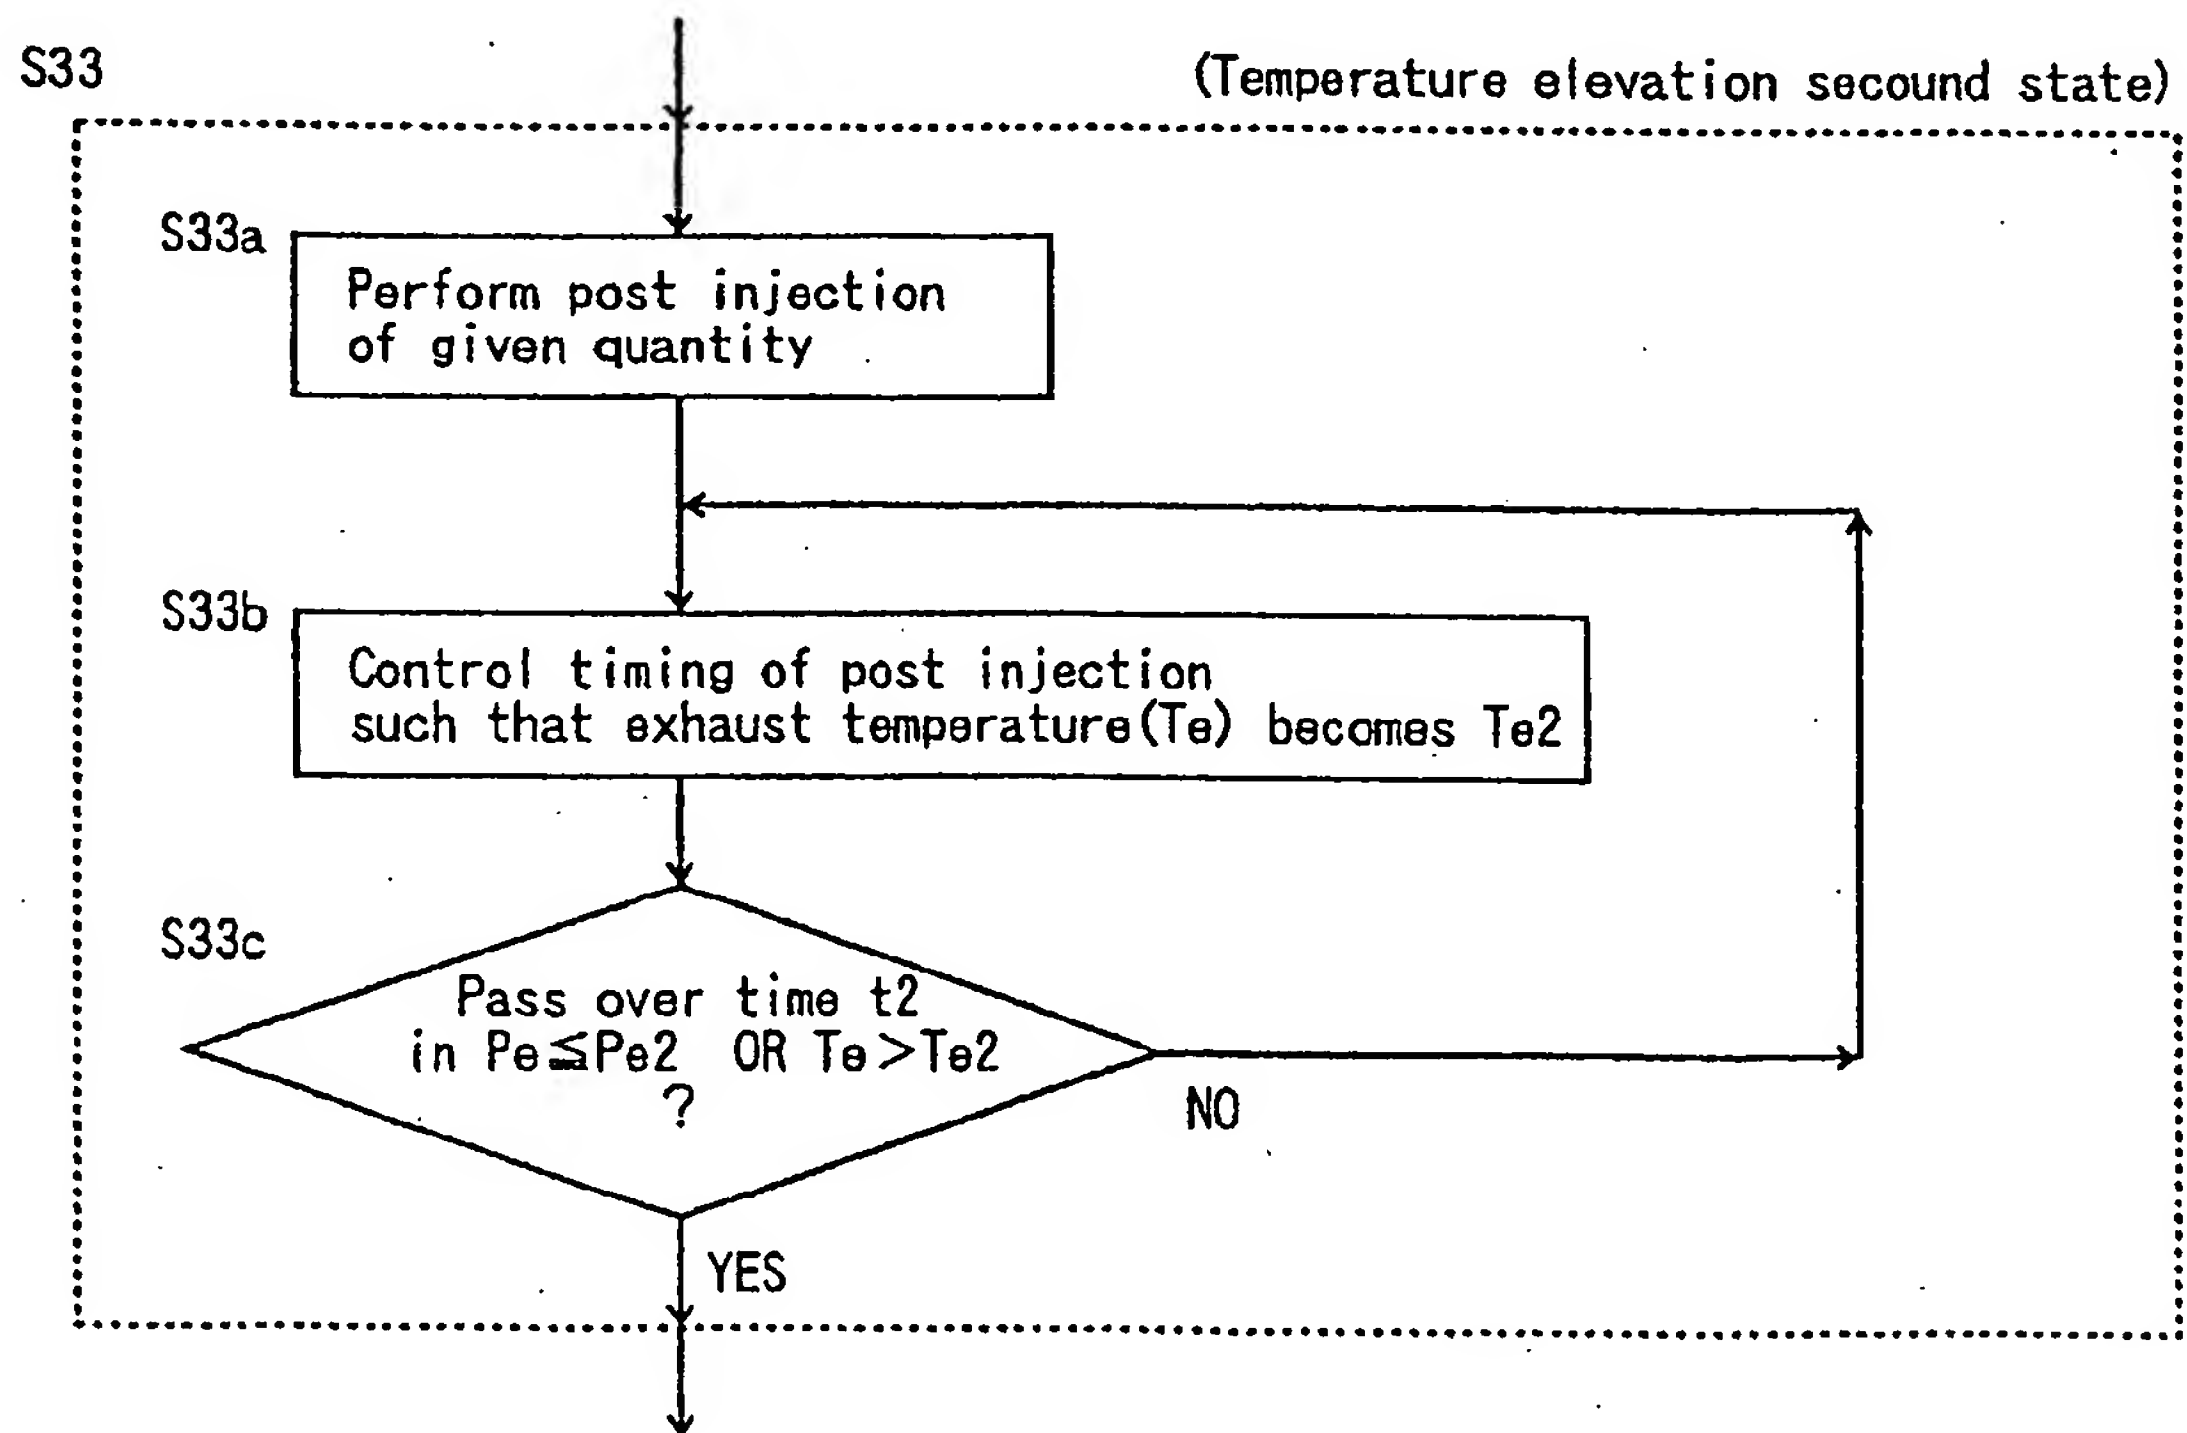 S33
(Temperature elevation secound state)
S33a
Perform post injection
of given quantity
S33b
Control timing of post injection
such that exhaust temperature(Te) becomes Te2
S33c
Pass over time t2
in Pe≦Pe2 OR Te>Te2
?
NO
YES